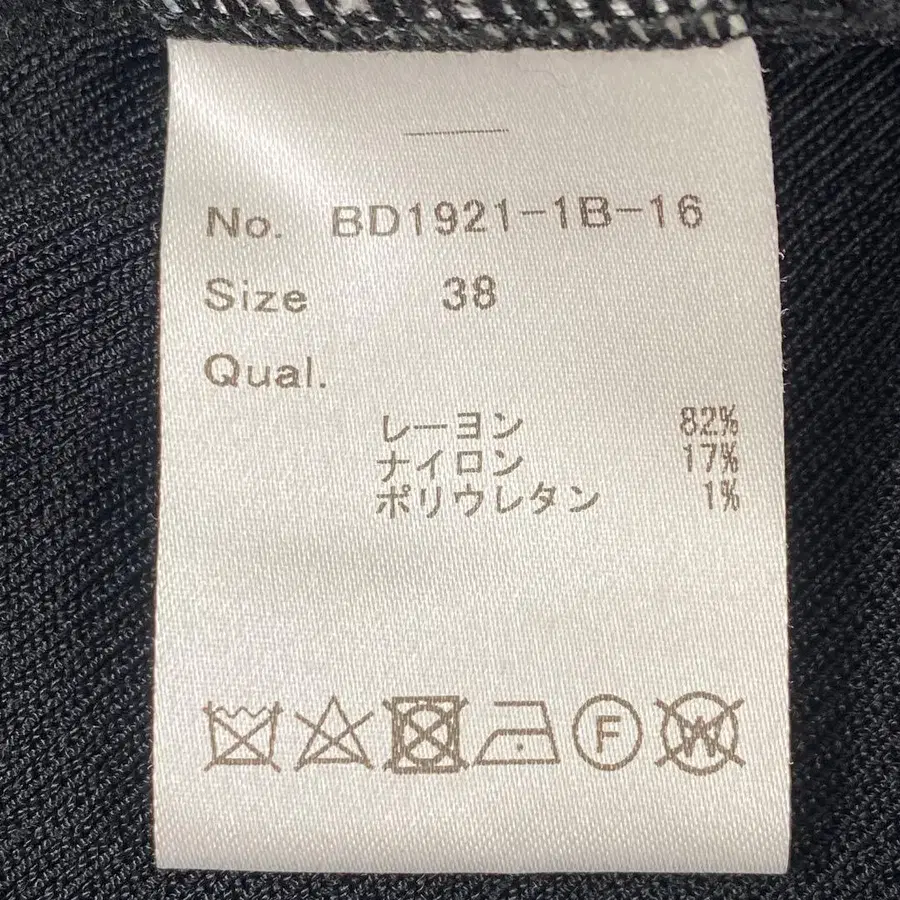 No. BD1921-1B-16
Size 38
Qual.
レーヨン 82%
ナイロン 17%
ポリウレタン 1%
F W